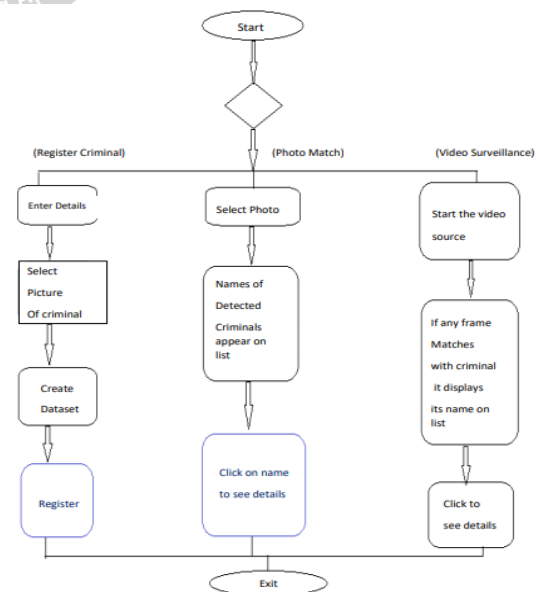 Start
(Register Criminal)
(Photo Match)
(Video Surveillance)
Enter Details
Select
Picture
Of criminal
Create
Dataset
Register
Select Photo
Names of
Detected
Criminals
appear on
list
Click on name
to see details
Start the video
source
If any frame
Matches
with criminal
it displays
its name on
list
Click to
see details
Exit